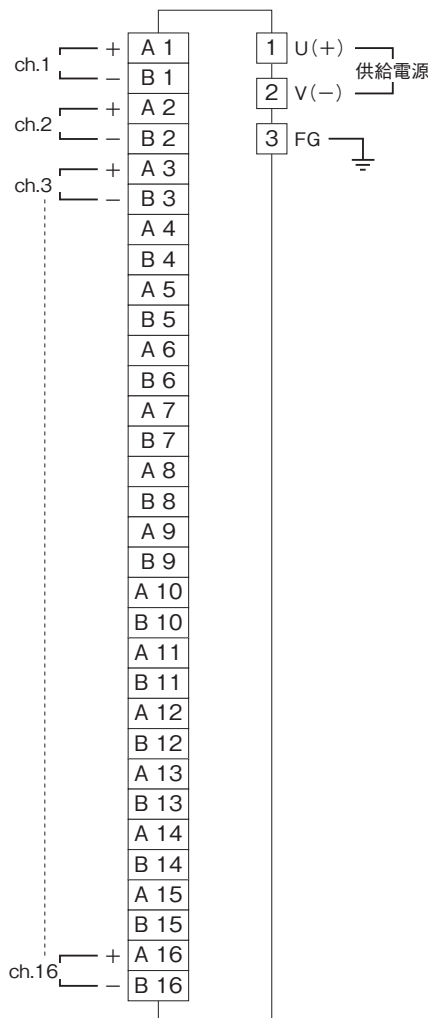 ch.1
+ A 1
− B 1
ch.2
+ A 2
− B 2
ch.3
+ A 3
− B 3
A 4
B 4
A 5
B 5
A 6
B 6
A 7
B 7
A 8
B 8
A 9
B 9
A 10
B 10
A 11
B 11
A 12
B 12
A 13
B 13
A 14
B 14
A 15
B 15
ch.16
+ A 16
− B 16
1 U(+)
供給電源
2 V(−)
3 FG